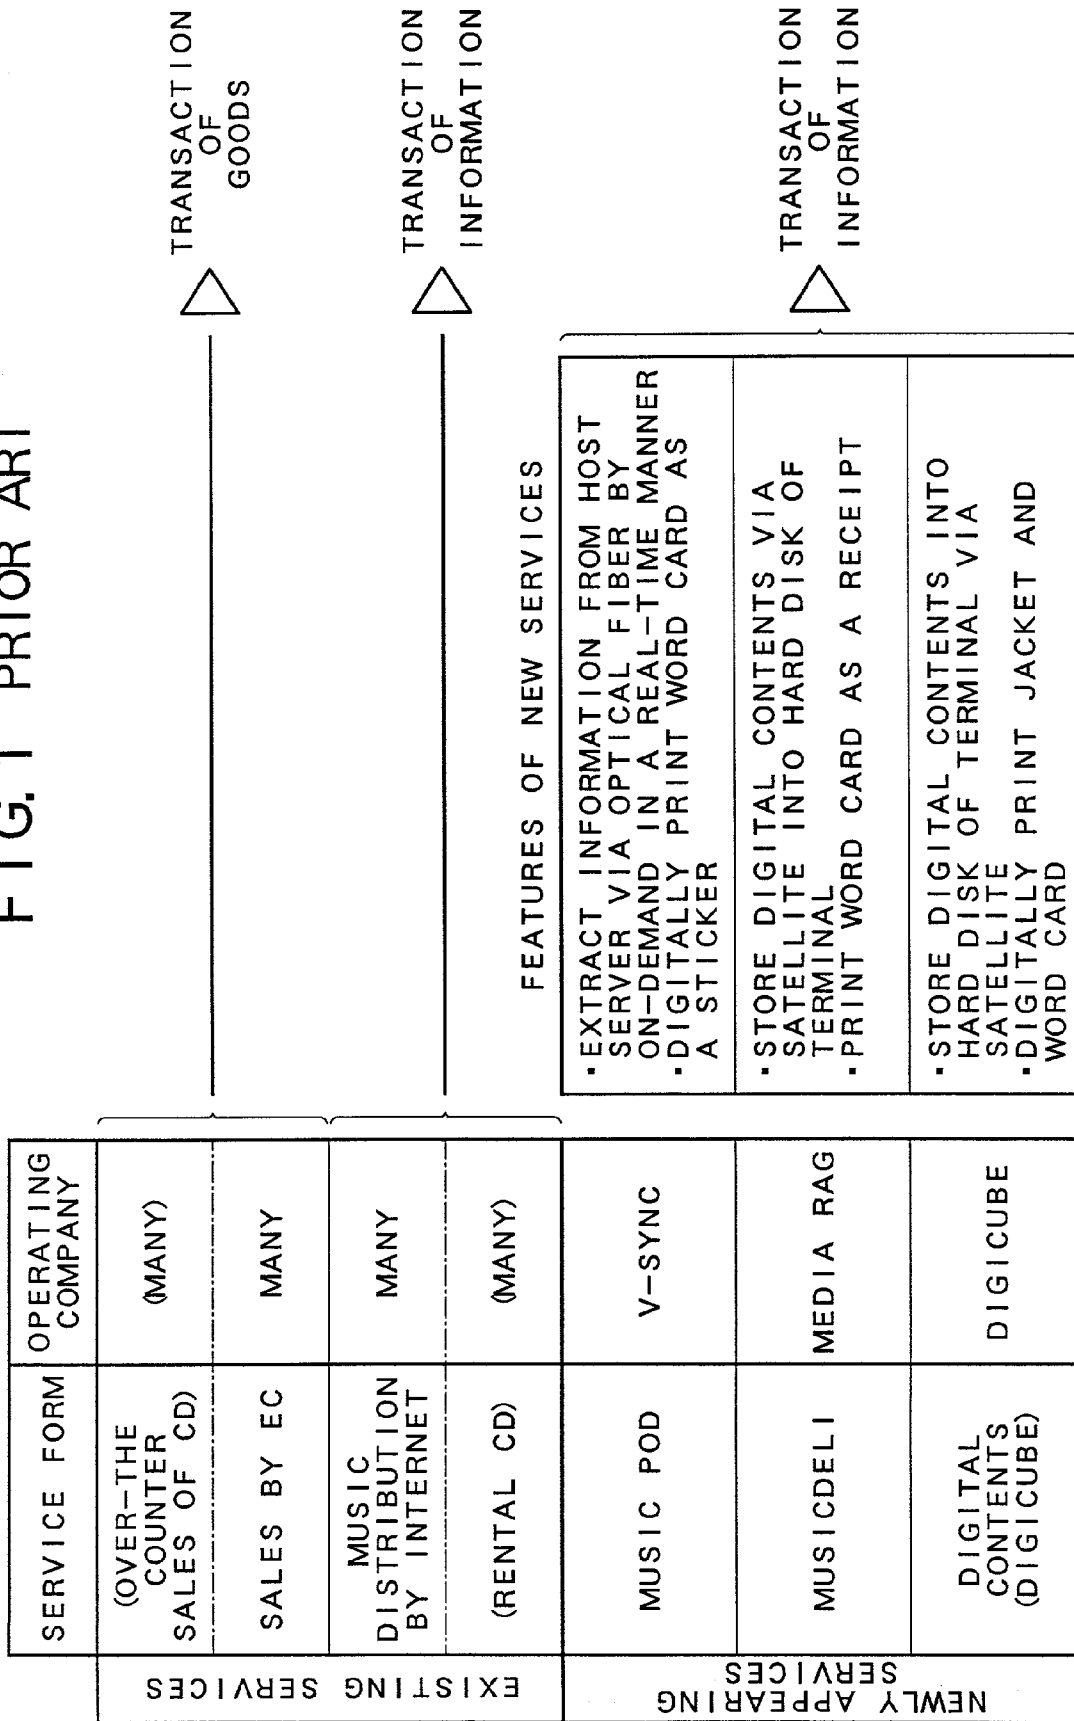 FIG. 1 PRIOR ART
SERVICE FORM
OPERATING
COMPANY
EXISTING SERVICES
(OVER-THE
COUNTER
SALES OF CD)
(MANY)
SALES BY EC
MANY
TRANSACTION
OF
GOODS
MUSIC
DISTRIBUTION
BY INTERNET
MANY
(RENTAL CD)
(MANY)
TRANSACTION
OF
INFORMATION
FEATURES OF NEW SERVICES
NEWLY APPEARING
SERVICES
MUSIC POD
V-SYNC
▪ EXTRACT INFORMATION FROM HOST
SERVER VIA OPTICAL FIBER BY
ON-DEMAND IN A REAL-TIME MANNER
▪ DIGITALLY PRINT WORD CARD AS
A STICKER
MUSICDELI
MEDIA RAG
▪ STORE DIGITAL CONTENTS VIA
SATELLITE INTO HARD DISK OF
TERMINAL
▪ PRINT WORD CARD AS A RECEIPT
DIGITAL
CONTENTS
(DIGICUBE)
DIGICUBE
▪ STORE DIGITAL CONTENTS INTO
HARD DISK OF TERMINAL VIA
SATELLITE
▪ DIGITALLY PRINT JACKET AND
WORD CARD
TRANSACTION
OF
INFORMATION